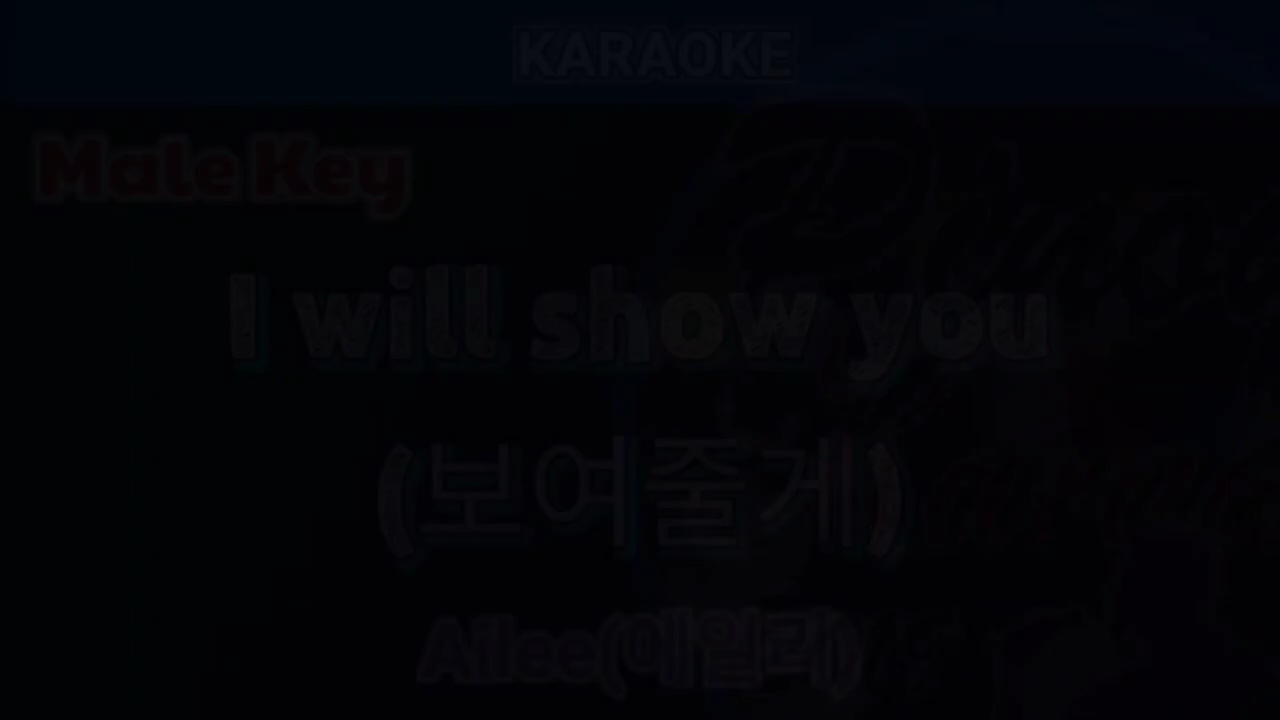 KARAOKE
Male Key
I will show you
(보여줄게)
Ailee(에일리)